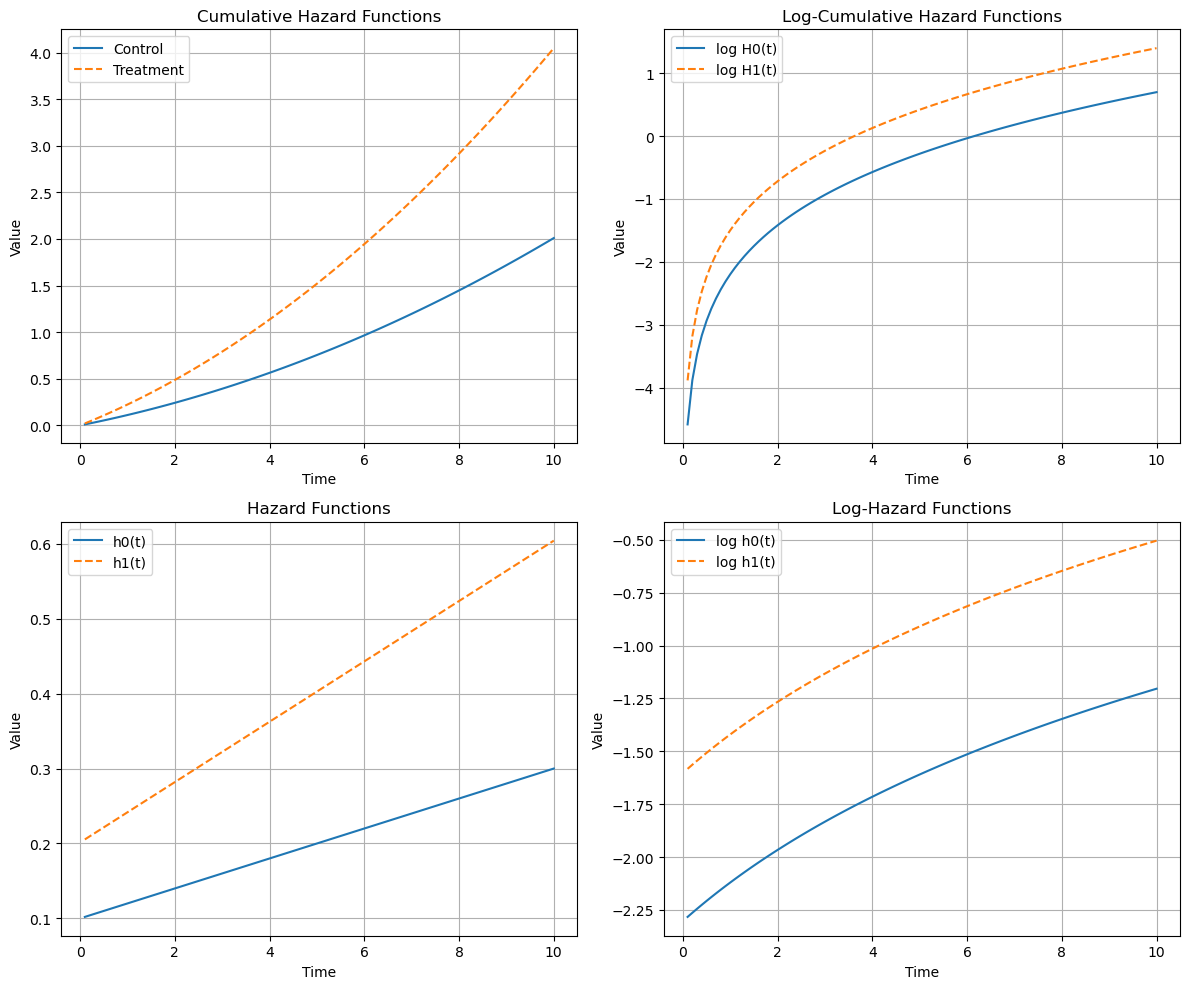 Cumulative Hazard Functions
Control
Treatment
4.0
3.5
3.0
2.5
2.0
1.5
1.0
0.5
0.0
Value
0 2 4 6 8 10
Time
Log-Cumulative Hazard Functions
log H0(t)
log H1(t)
1
0
−1
−2
−3
−4
Value
0 2 4 6 8 10
Time
Hazard Functions
h0(t)
h1(t)
0.6
0.5
0.4
0.3
0.2
0.1
Value
0 2 4 6 8 10
Time
Log-Hazard Functions
log h0(t)
log h1(t)
−0.50
−0.75
−1.00
−1.25
−1.50
−1.75
−2.00
−2.25
Value
0 2 4 6 8 10
Time